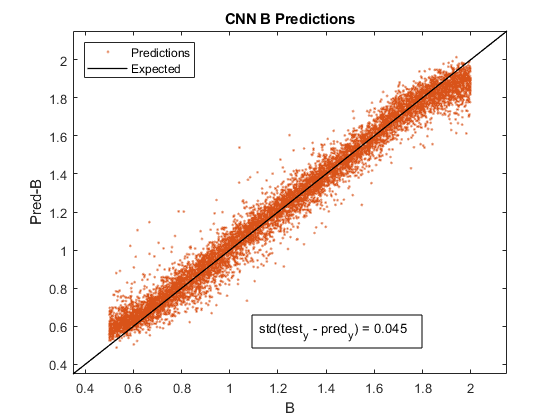 CNN B Predictions
Predictions
Expected
Pred-B
2
1.8
1.6
1.4
1.2
1
0.8
0.6
0.4
std(test_y - pred_y) = 0.045
0.4 0.6 0.8 1 1.2 1.4 1.6 1.8 2
B